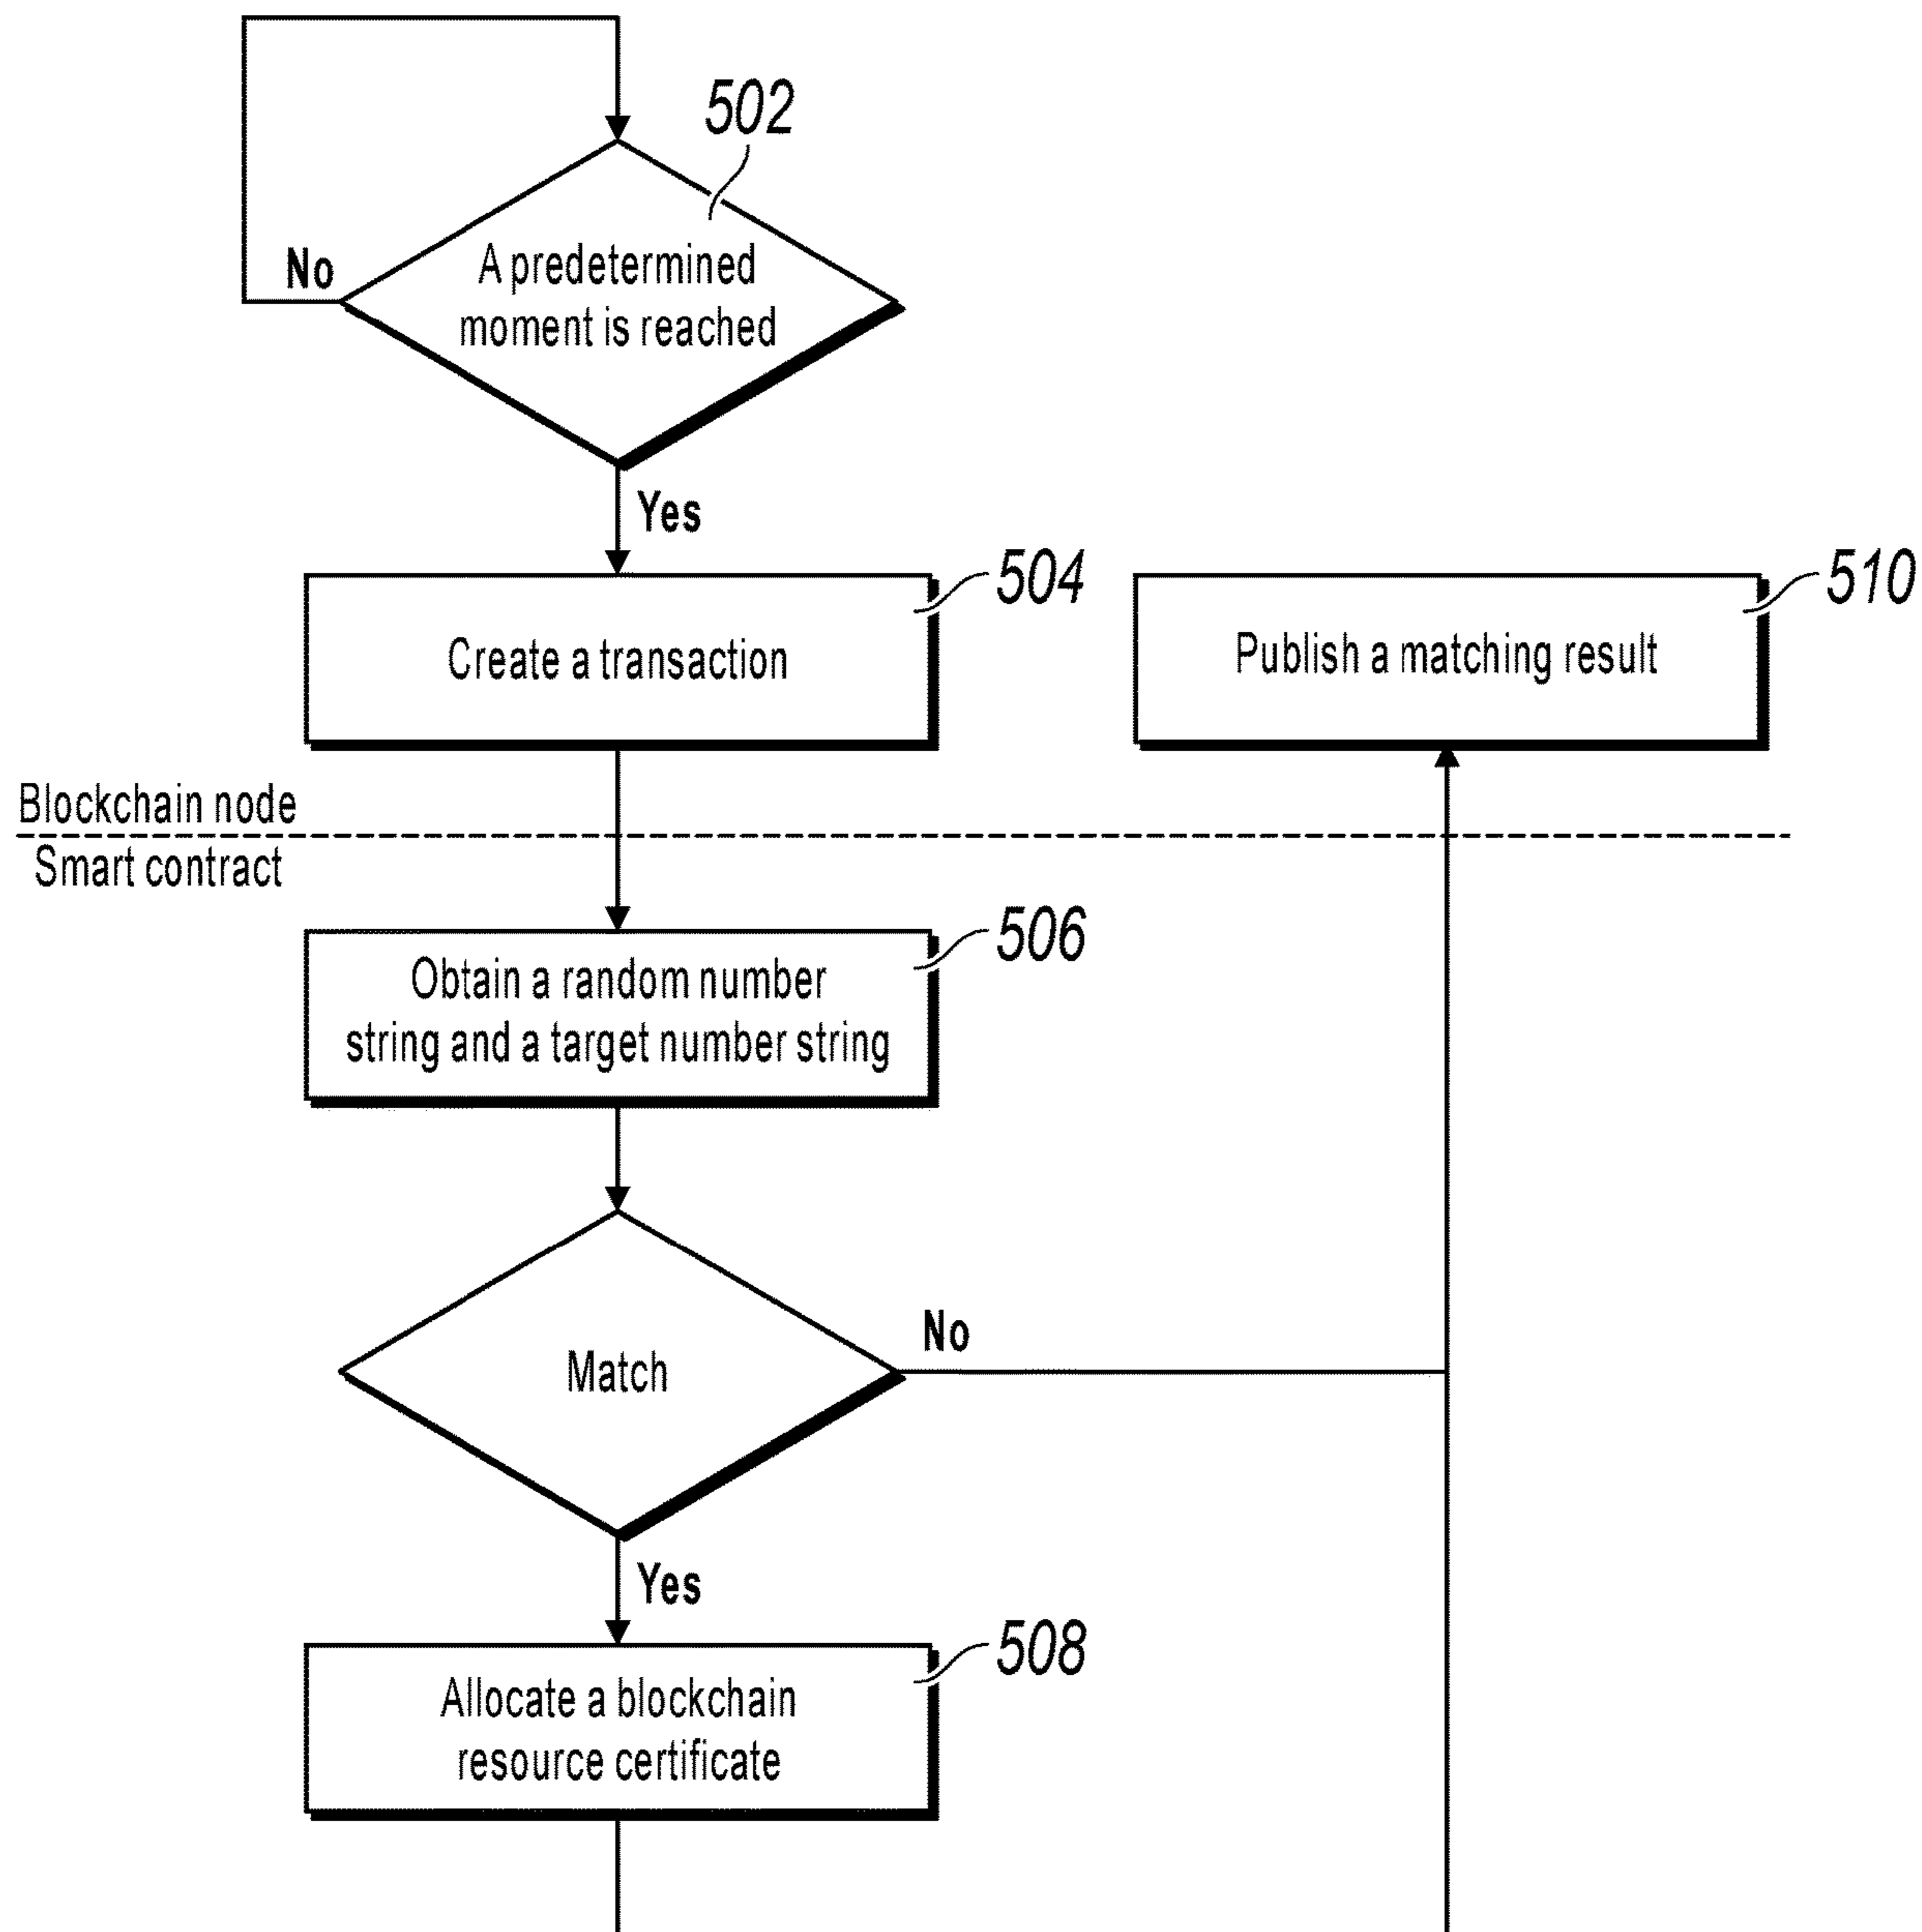 502
No
A predetermined
moment is reached
Yes
504
Create a transaction
510
Publish a matching result
Blockchain node
Smart contract
506
Obtain a random number
string and a target number string
No
Match
Yes
508
Allocate a blockchain
resource certificate